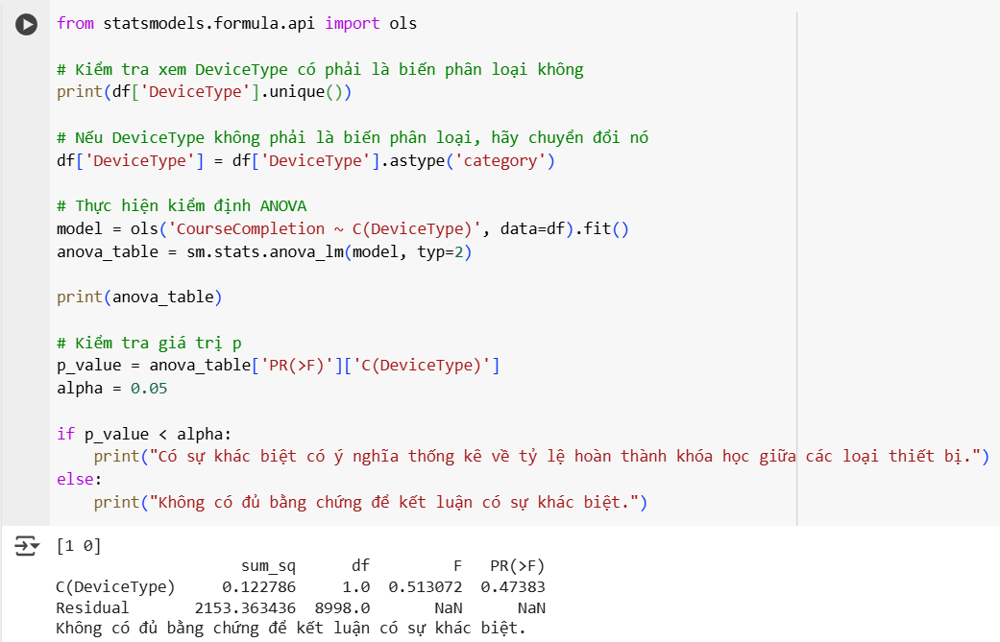 from statsmodels.formula.api import ols
# Kiểm tra xem DeviceType có phải là biến phân loại không
print(df['DeviceType'].unique())
# Nếu DeviceType không phải là biến phân loại, hãy chuyển đổi nó
df['DeviceType'] = df['DeviceType'].astype('category')
# Thực hiện kiểm định ANOVA
model = ols('CourseCompletion ~ C(DeviceType)', data=df).fit()
anova_table = sm.stats.anova_lm(model, typ=2)
print(anova_table)
# Kiểm tra giá trị p
p_value = anova_table['PR(>F)']['C(DeviceType)']
alpha = 0.05
if p_value < alpha:
    print("Có sự khác biệt có ý nghĩa thống kê về tỷ lệ hoàn thành khóa học giữa các loại thiết bị.")
else:
    print("Không có đủ bằng chứng để kết luận có sự khác biệt.")
[1 0]
                    sum_sq      df         F   PR(>F)
C(DeviceType)     0.122786     1.0  0.513072  0.47383
Residual       2153.363436  8998.0       NaN      NaN
Không có đủ bằng chứng để kết luận có sự khác biệt.